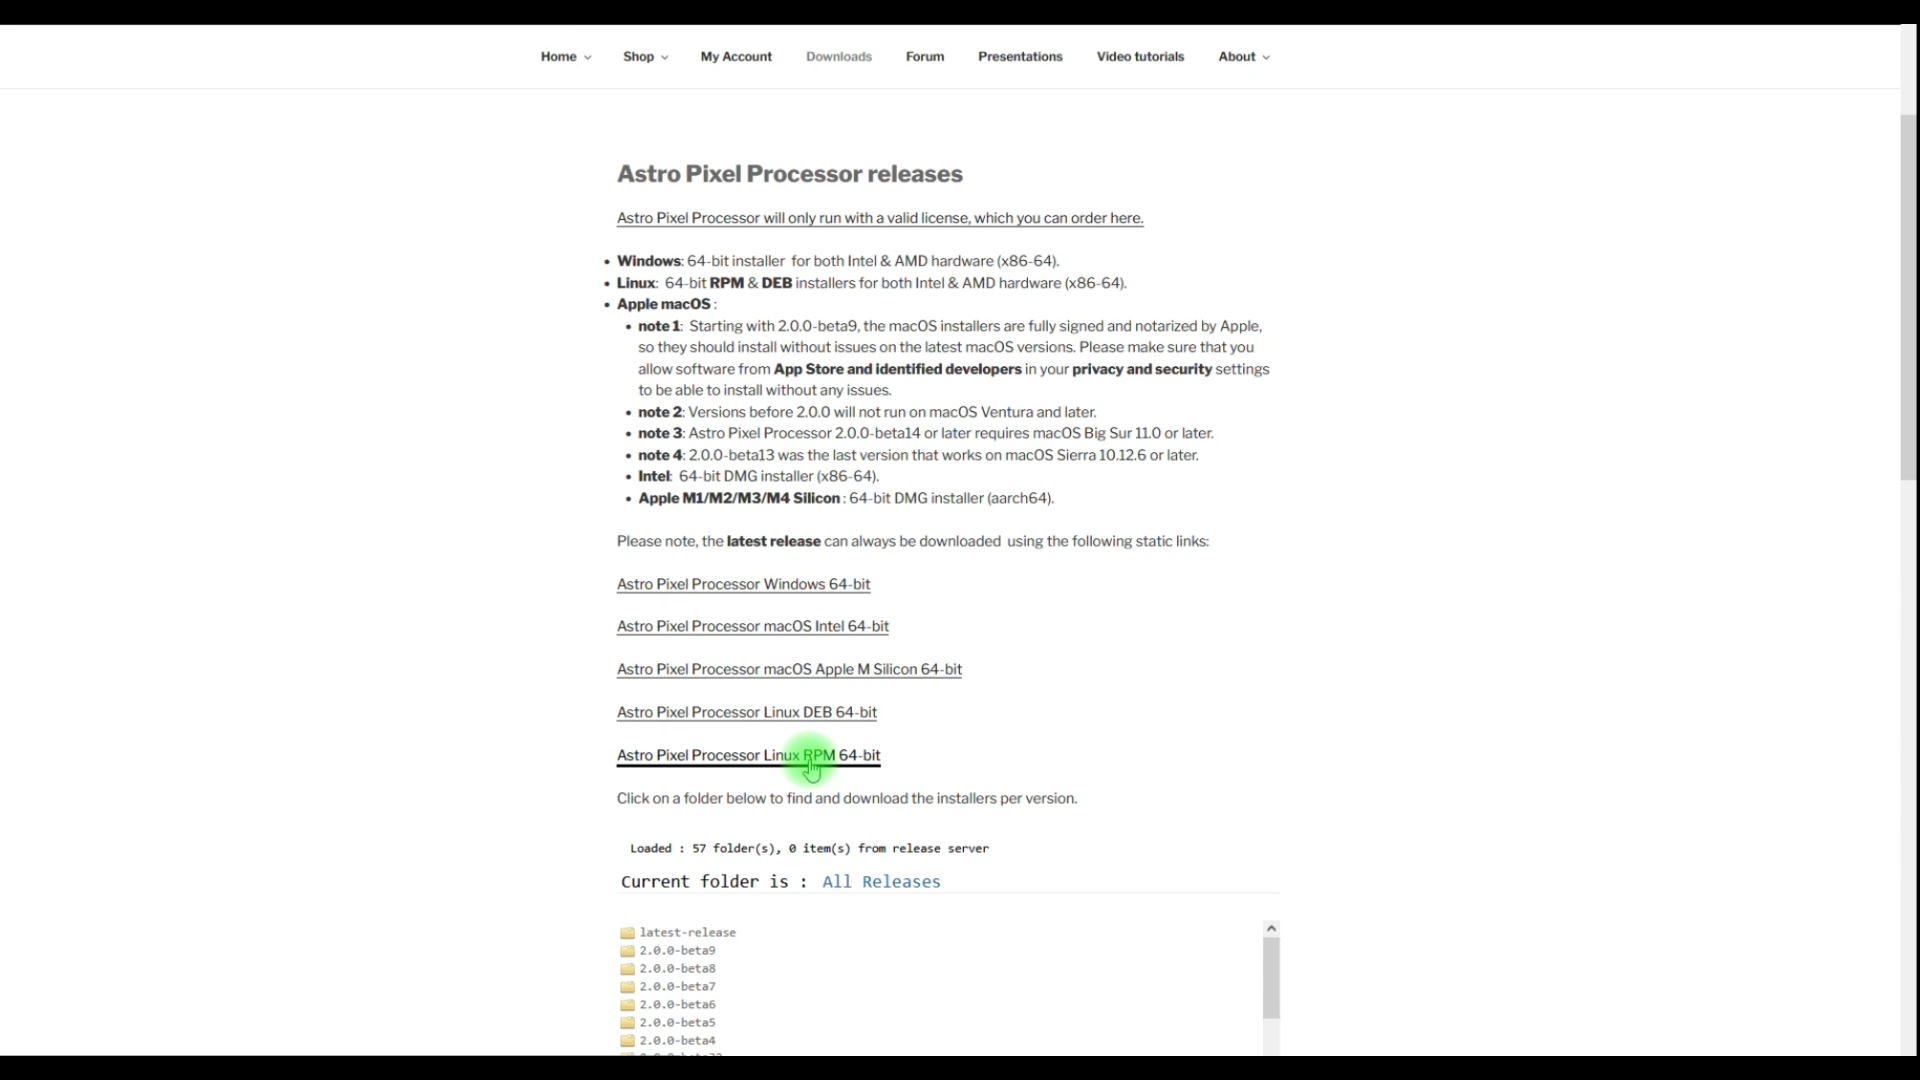 Home Shop My Account Downloads Forum Presentations Video tutorials About
Astro Pixel Processor releases
Astro Pixel Processor will only run with a valid license, which you can order here.
Windows: 64-bit installer for both Intel & AMD hardware (x86-64).
Linux: 64-bit RPM & DEB installers for both Intel & AMD hardware (x86-64).
Apple macOS :
note 1: Starting with 2.0.0-beta9, the macOS installers are fully signed and notarized by Apple,
so they should install without issues on the latest macOS versions. Please make sure that you
allow software from App Store and identified developers in your privacy and security settings
to be able to install without any issues.
note 2: Versions before 2.0.0 will not run on macOS Ventura and later.
note 3: Astro Pixel Processor 2.0.0-beta14 or later requires macOS Big Sur 11.0 or later.
note 4: 2.0.0-beta13 was the last version that works on macOS Sierra 10.12.6 or later.
Intel: 64-bit DMG installer (x86-64).
Apple M1/M2/M3/M4 Silicon : 64-bit DMG installer (aarch64).
Please note, the latest release can always be downloaded using the following static links:
Astro Pixel Processor Windows 64-bit
Astro Pixel Processor macOS Intel 64-bit
Astro Pixel Processor macOS Apple M Silicon 64-bit
Astro Pixel Processor Linux DEB 64-bit
Astro Pixel Processor Linux RPM 64-bit
Click on a folder below to find and download the installers per version.
Loaded : 57 folder(s), 0 item(s) from release server
Current folder is : All Releases
latest-release
2.0.0-beta9
2.0.0-beta8
2.0.0-beta7
2.0.0-beta6
2.0.0-beta5
2.0.0-beta4